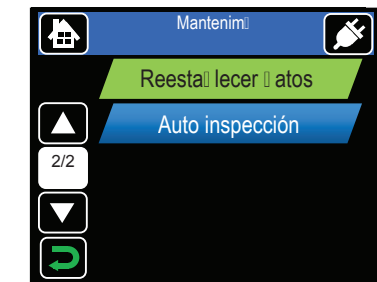 Mantenim▯
Reesta▯ lecer ▯ atos
Auto inspección
2/2